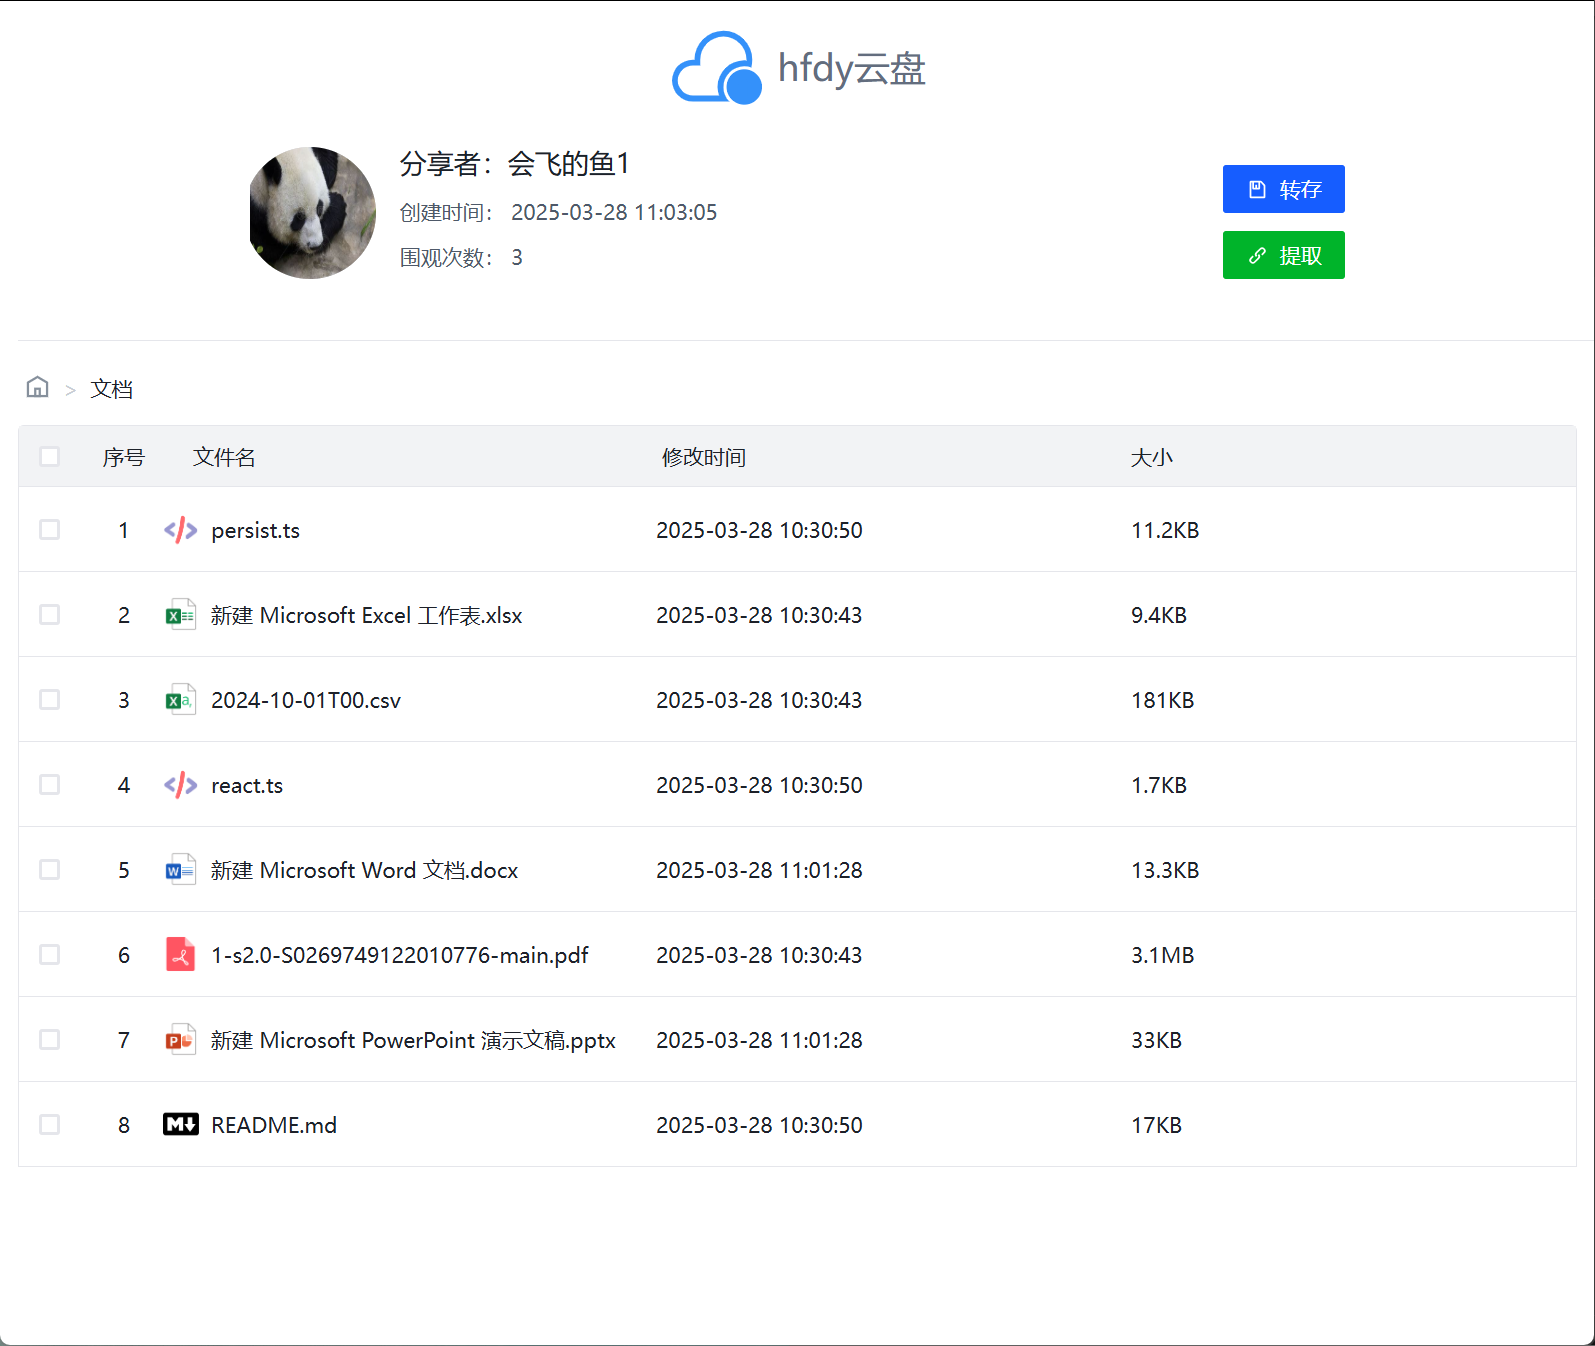 hfdy云盘
分享者：会飞的鱼1
创建时间： 2025-03-28 11:03:05
围观次数： 3
转存
提取
> 文档
序号 文件名 修改时间 大小
1 persist.ts 2025-03-28 10:30:50 11.2KB
2 新建 Microsoft Excel 工作表.xlsx 2025-03-28 10:30:43 9.4KB
3 2024-10-01T00.csv 2025-03-28 10:30:43 181KB
4 react.ts 2025-03-28 10:30:50 1.7KB
5 新建 Microsoft Word 文档.docx 2025-03-28 11:01:28 13.3KB
6 1-s2.0-S0269749122010776-main.pdf 2025-03-28 10:30:43 3.1MB
7 新建 Microsoft PowerPoint 演示文稿.pptx 2025-03-28 11:01:28 33KB
8 README.md 2025-03-28 10:30:50 17KB